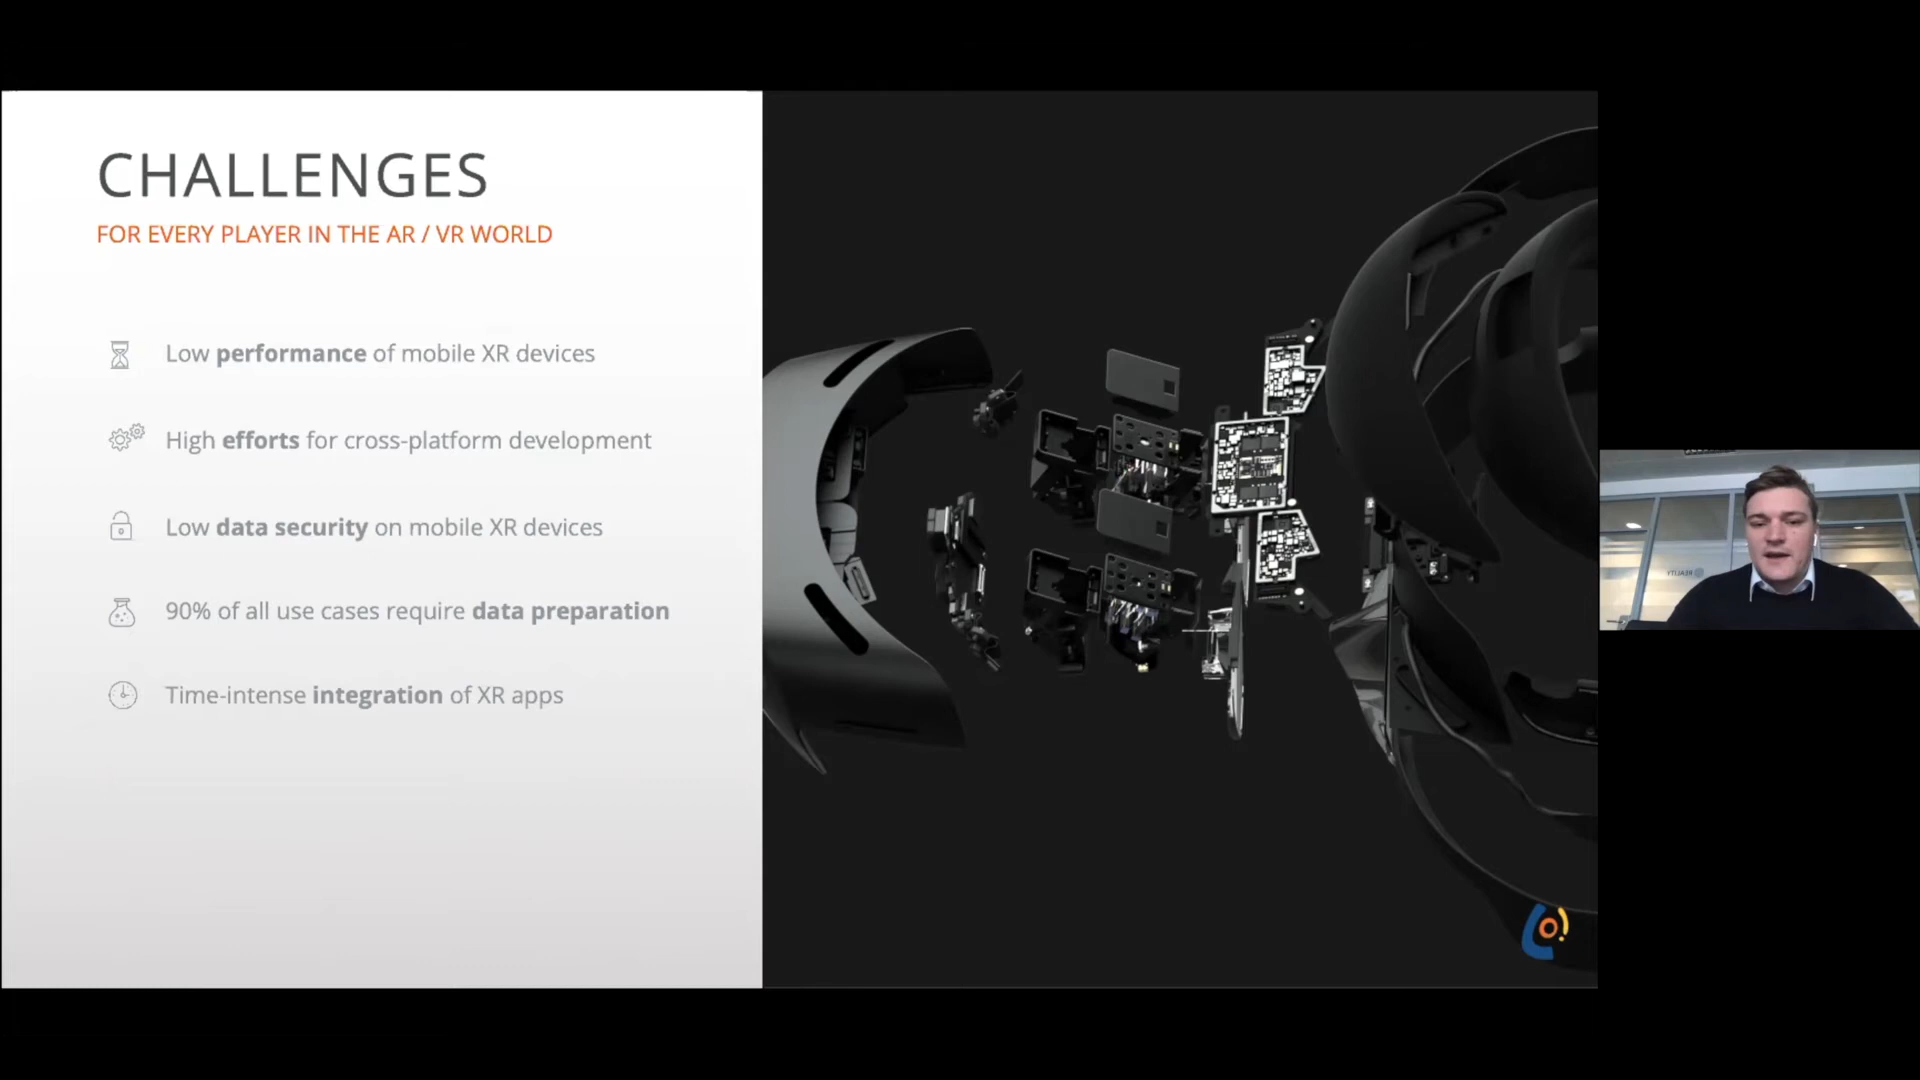 CHALLENGES
FOR EVERY PLAYER IN THE AR / VR WORLD
Low performance of mobile XR devices
High efforts for cross-platform development
Low data security on mobile XR devices
90% of all use cases require data preparation
Time-intense integration of XR apps
REALITY